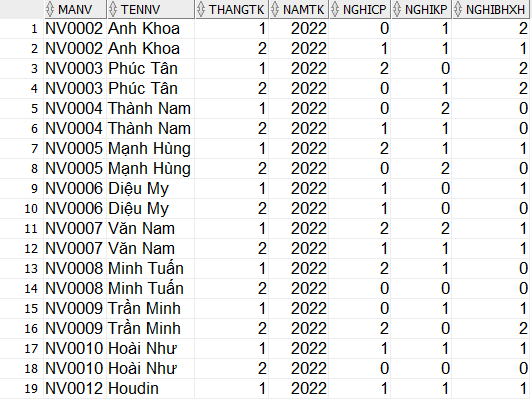 MANV TENNV THANGTK NAMTK NGHICP NGHIKP NGHIBHXH
1 NV0002 Anh Khoa 1 2022 0 1 2
2 NV0002 Anh Khoa 2 2022 1 1 1
3 NV0003 Phúc Tân 1 2022 2 0 2
4 NV0003 Phúc Tân 2 2022 0 1 2
5 NV0004 Thành Nam 1 2022 0 2 0
6 NV0004 Thành Nam 2 2022 1 1 0
7 NV0005 Mạnh Hùng 1 2022 2 1 1
8 NV0005 Mạnh Hùng 2 2022 0 2 0
9 NV0006 Diệu My 1 2022 1 0 1
10 NV0006 Diệu My 2 2022 1 0 0
11 NV0007 Văn Nam 1 2022 2 2 1
12 NV0007 Văn Nam 2 2022 1 1 1
13 NV0008 Minh Tuấn 1 2022 2 1 0
14 NV0008 Minh Tuấn 2 2022 0 0 0
15 NV0009 Trần Minh 1 2022 0 1 1
16 NV0009 Trần Minh 2 2022 2 0 2
17 NV0010 Hoài Như 1 2022 1 1 1
18 NV0010 Hoài Như 2 2022 0 0 0
19 NV0012 Houdin 1 2022 1 1 1